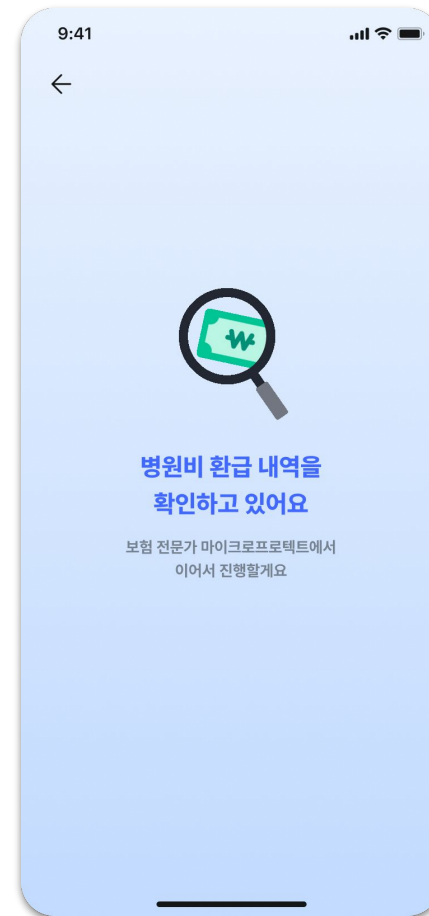 9:41
병원비 환급 내역을
확인하고 있어요
보험 전문가 마이크로프로텍트에서
이어서 진행할게요